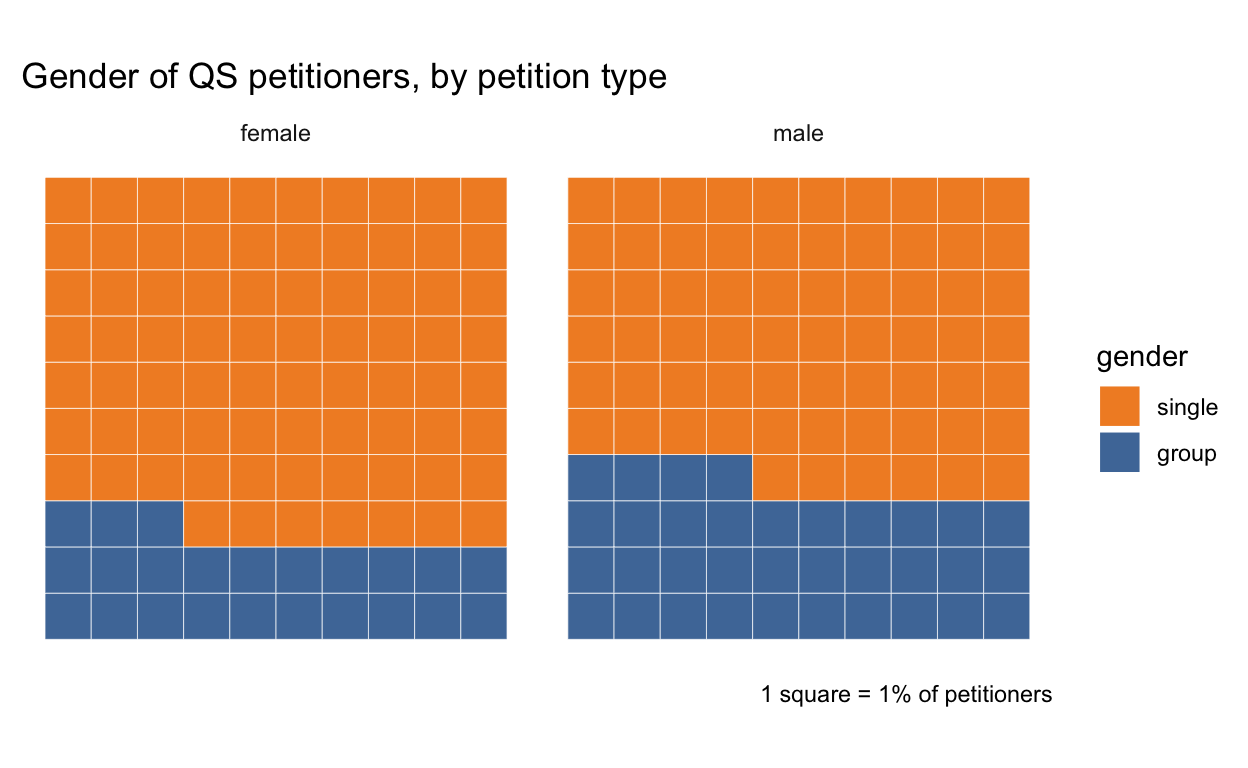 Gender of QS petitioners, by petition type
female
male
gender
single
group
1 square = 1% of petitioners